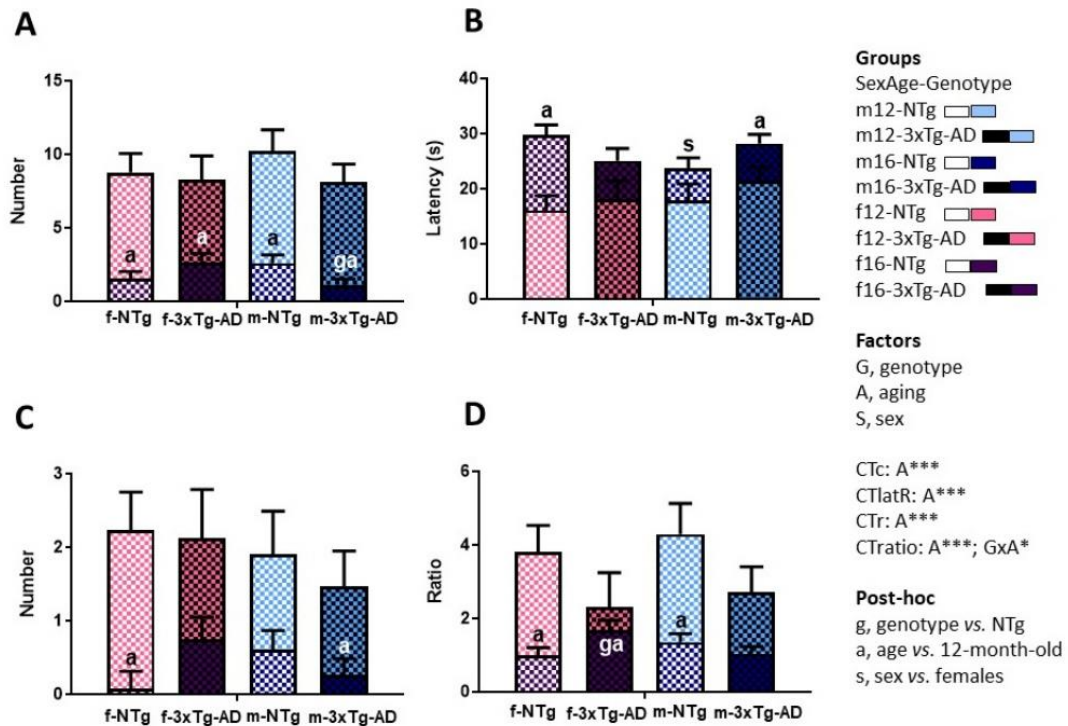 A
Number
15
10
5
0
a
a
a
ga
f-NTg f-3xTg-AD m-NTg m-3xTg-AD
B
Latency (s)
40
30
20
10
0
a
s
a
f-NTg f-3xTg-AD m-NTg m-3xTg-AD
C
Number
3
2
1
0
a
a
f-NTg f-3xTg-AD m-NTg m-3xTg-AD
D
Ratio
6
4
2
0
a
ga
a
f-NTg f-3xTg-AD m-NTg m-3xTg-AD
Groups
SexAge-Genotype
m12-NTg
m12-3xTg-AD
m16-NTg
m16-3xTg-AD
f12-NTg
f12-3xTg-AD
f16-NTg
f16-3xTg-AD
Factors
G, genotype
A, aging
S, sex
CTc: A***
CTlatR: A***
CTr: A***
CTratio: A***; GxA*
Post-hoc
g, genotype vs. NTg
a, age vs. 12-month-old
s, sex vs. females